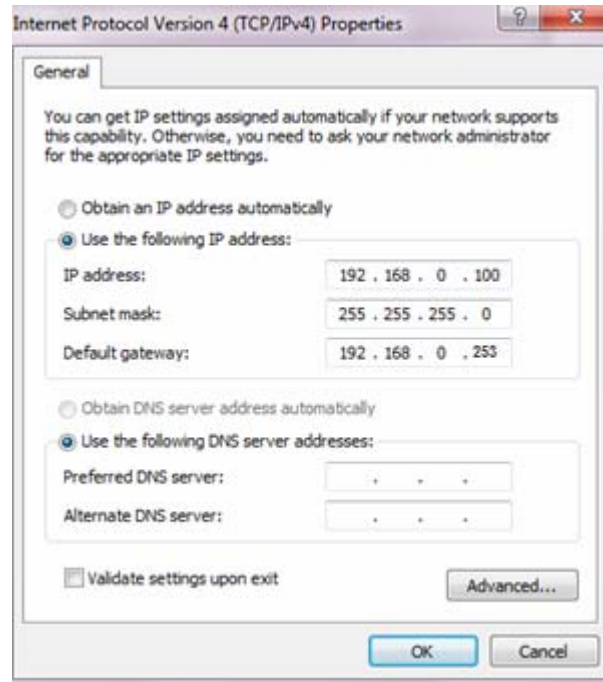 Internet Protocol Version 4 (TCP/IPv4) Properties
General
You can get IP settings assigned automatically if your network supports
this capability. Otherwise, you need to ask your network administrator
for the appropriate IP settings.
Obtain an IP address automatically
Use the following IP address:
IP address: 192 . 168 . 0 . 100
Subnet mask: 255 . 255 . 255 . 0
Default gateway: 192 . 168 . 0 . 253
Obtain DNS server address automatically
Use the following DNS server addresses:
Preferred DNS server: . . .
Alternate DNS server: . . .
Validate settings upon exit
Advanced...
OK Cancel